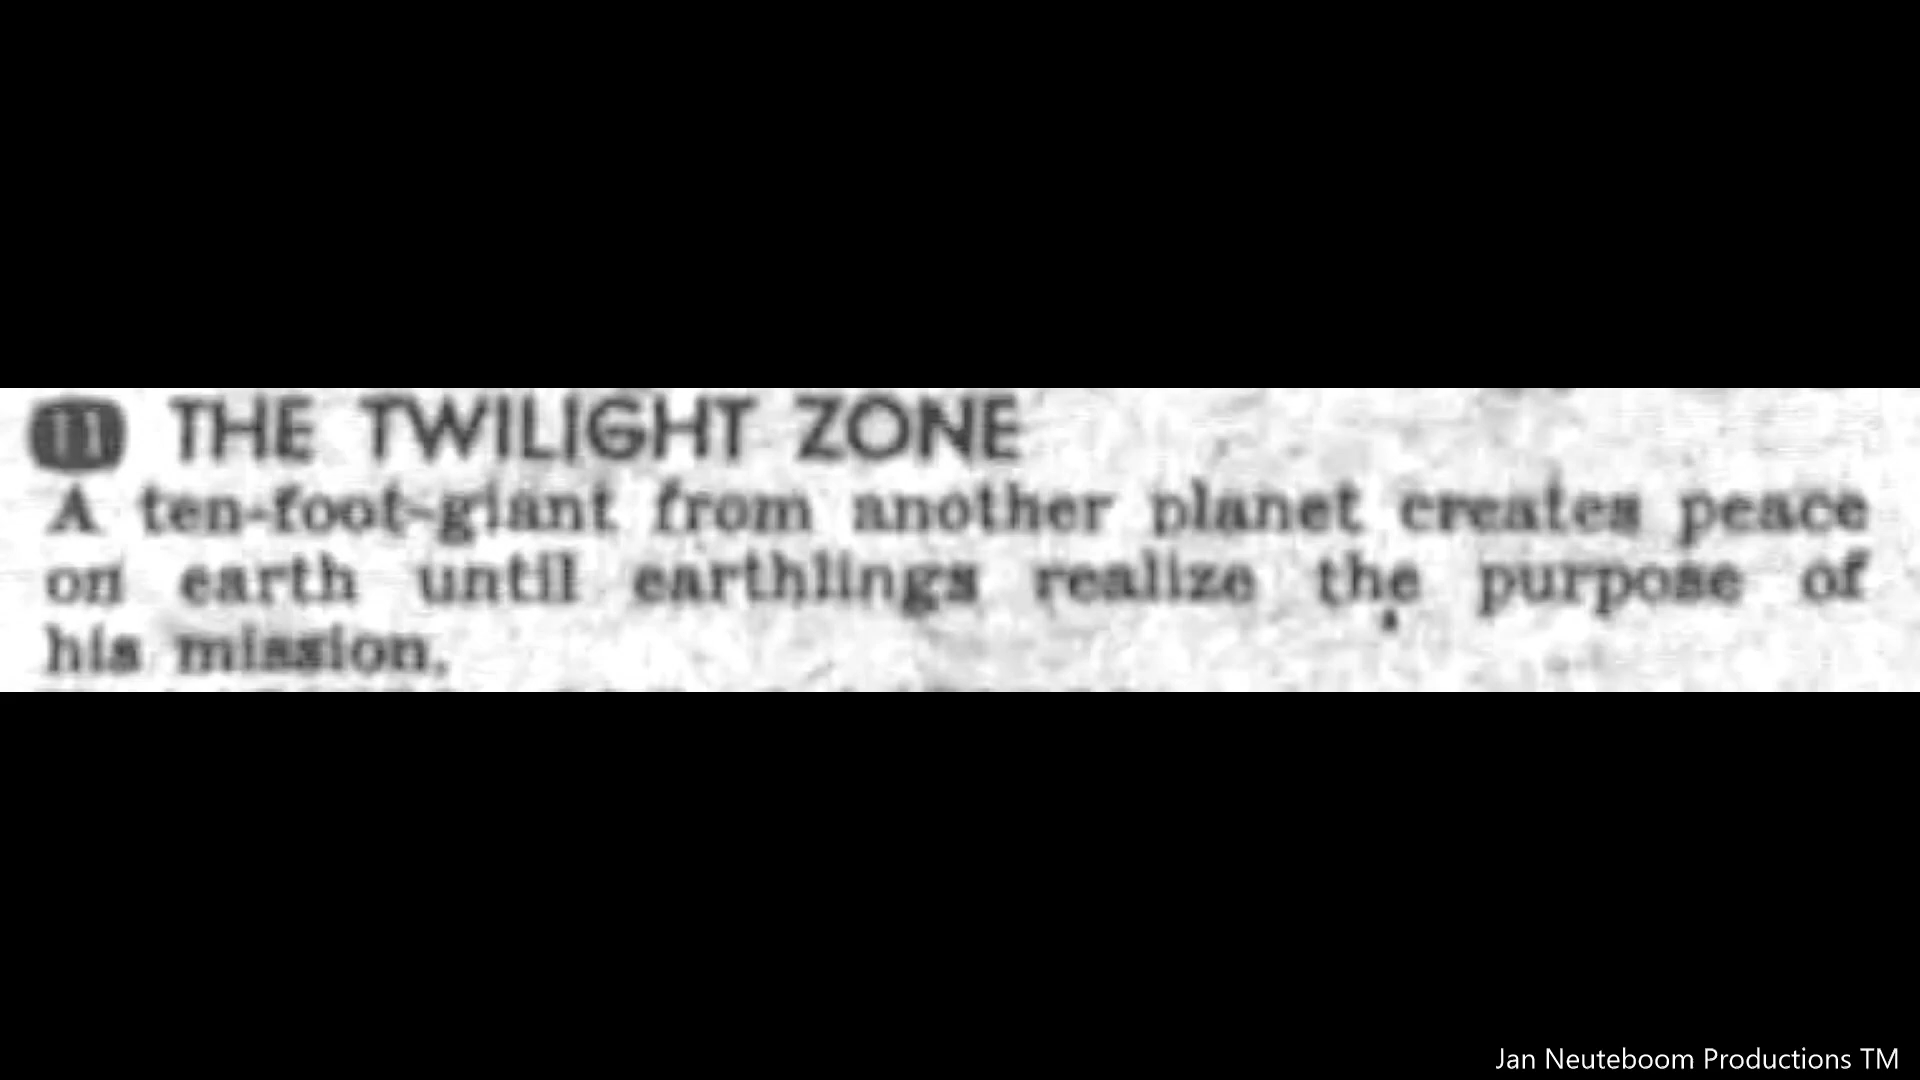 11 THE TWILIGHT ZONE
A ten-foot-giant from another planet creates peace
on earth until earthlings realize the purpose of
his mission.
Jan Neuteboom Productions TM